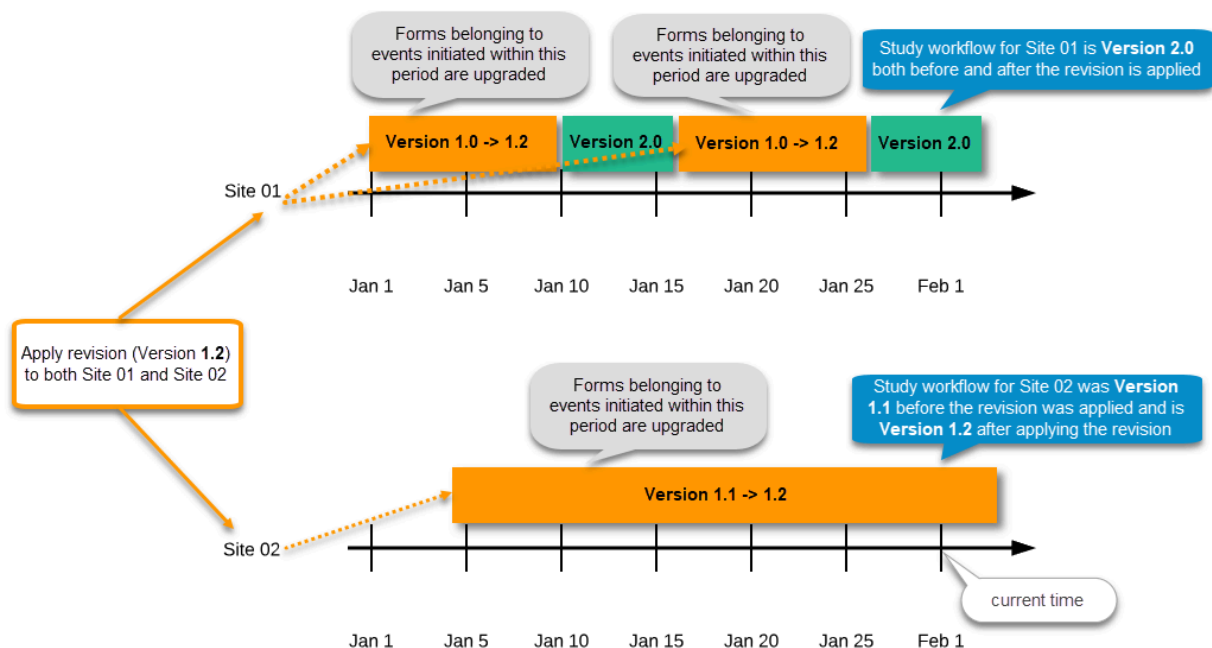 Forms belonging to
events initiated within this
period are upgraded
Forms belonging to
events initiated within this
period are upgraded
Study workflow for Site 01 is Version 2.0
both before and after the revision is applied
Version 1.0 -> 1.2
Version 2.0
Version 1.0 -> 1.2
Version 2.0
Site 01
Jan 1
Jan 5
Jan 10
Jan 15
Jan 20
Jan 25
Feb 1
Apply revision (Version 1.2)
to both Site 01 and Site 02
Forms belonging to
events initiated within this
period are upgraded
Study workflow for Site 02 was Version
1.1 before the revision was applied and is
Version 1.2 after applying the revision
Version 1.1 -> 1.2
Site 02
current time
Jan 1
Jan 5
Jan 10
Jan 15
Jan 20
Jan 25
Feb 1